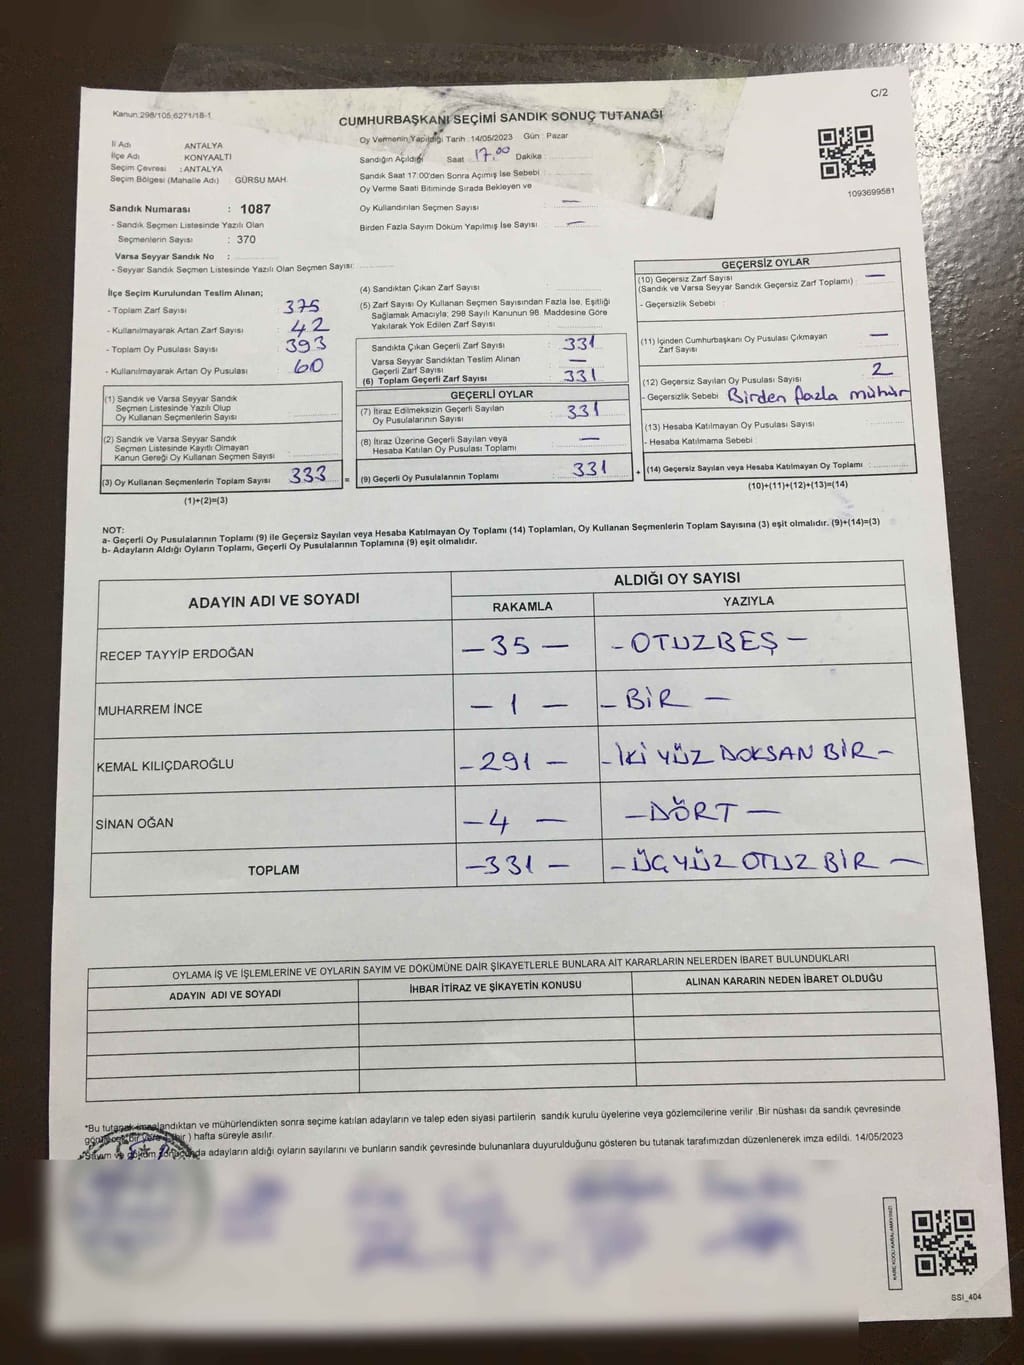 C/2
Kanun.298/105,6271/18-1
CUMHURBAŞKANI SEÇİMİ SANDIK SONUÇ TUTANAĞI
İl Adı ANTALYA
İlçe Adı KONYAALTI
Seçim Çevresi : ANTALYA
Seçim Bölgesi (Mahalle Adı) GÜRSU MAH.
Oy Vermenin Yapıldığı Tarih :14/05/2023 Gün : Pazar
Sandığın Açıldığı Saat 17.00 Dakika :
Sandık Saat 17:00'den Sonra Açımış İse Sebebi :
Oy Verme Saati Bitiminde Sırada Bekleyen ve
Oy Kullandırılan Seçmen Sayısı : —
Birden Fazla Sayım Döküm Yapılmış İse Sayısı : —
1093699581
Sandık Numarası : 1087
- Sandık Seçmen Listesinde Yazılı Olan
Seçmenlerin Sayısı : 370
Varsa Seyyar Sandık No :
- Seyyar Sandık Seçmen Listesinde Yazılı Olan Seçmen Sayısı:
İlçe Seçim Kurulundan Teslim Alınan;
- Toplam Zarf Sayısı : 375
- Kullanılmayarak Artan Zarf Sayısı : 42
- Toplam Oy Pusulası Sayısı : 393
- Kullanılmayarak Artan Oy Pusulası : 60
(1) Sandık ve Varsa Seyyar Sandık
Seçmen Listesinde Yazılı Olup
Oy Kullanan Seçmenlerin Sayısı :
(2) Sandık ve Varsa Seyyar Sandık
Seçmen Listesinde Kayıtlı Olmayan
Kanun Gereği Oy Kullanan Seçmen Sayısı :
(3) Oy Kullanan Seçmenlerin Toplam Sayısı 333 =
(1)+(2)=(3)
(4) Sandıktan Çıkan Zarf Sayısı :
(5) Zarf Sayısı Oy Kullanan Seçmen Sayısından Fazla İse, Eşitliği
Sağlamak Amacıyla; 298 Sayılı Kanunun 98. Maddesine Göre
Yakılarak Yok Edilen Zarf Sayısı :
Sandıkta Çıkan Geçerli Zarf Sayısı : 331
Varsa Seyyar Sandıktan Teslim Alınan
Geçerli Zarf Sayısı : —
(6) Toplam Geçerli Zarf Sayısı : 331
GEÇERLİ OYLAR
(7) İtiraz Edilmeksizin Geçerli Sayılan
Oy Pusulalarının Sayısı : 331
(8) İtiraz Üzerine Geçerli Sayılan veya
Hesaba Katılan Oy Pusulası Toplamı : —
(9) Geçerli Oy Pusulalarının Toplamı : 331 +
GEÇERSİZ OYLAR
(10) Geçersiz Zarf Sayısı —
(Sandık ve Varsa Seyyar Sandık Geçersiz Zarf Toplamı) :
- Geçersizlik Sebebi :
(11) İçinden Cumhurbaşkanı Oy Pusulası Çıkmayan —
Zarf Sayısı :
(12) Geçersiz Sayılan Oy Pusulası Sayısı : 2
- Geçersizlik Sebebi : Birden fazla mühür
(13) Hesaba Katılmayan Oy Pusulası Sayısı :
- Hesaba Katılmama Sebebi :
(14) Geçersiz Sayılan veya Hesaba Katılmayan Oy Toplamı :
(10)+(11)+(12)+(13)=(14)
NOT:
a- Geçerli Oy Pusulalarının Toplamı (9) ile Geçersiz Sayılan veya Hesaba Katılmayan Oy Toplamı (14) Toplamları, Oy Kullanan Seçmenlerin Toplam Sayısına (3) eşit olmalıdır. (9)+(14)=(3)
b- Adayların Aldığı Oyların Toplamı, Geçerli Oy Pusulalarının Toplamına (9) eşit olmalıdır.
ADAYIN ADI VE SOYADI
ALDIĞI OY SAYISI
RAKAMLA YAZIYLA
RECEP TAYYİP ERDOĞAN – 35 – – OTUZBEŞ –
MUHARREM İNCE – 1 – – BİR –
KEMAL KILIÇDAROĞLU – 291 – – İKİ YÜZ DOKSAN BİR –
SİNAN OĞAN – 4 – – DÖRT –
TOPLAM – 331 – – ÜÇ YÜZ OTUZ BİR –
OYLAMA İŞ VE İŞLEMLERİNE VE OYLARIN SAYIM VE DÖKÜMÜNE DAİR ŞİKAYETLERLE BUNLARA AİT KARARLARIN NELERDEN İBARET BULUNDUKLARI
ADAYIN ADI VE SOYADI İHBAR İTİRAZ VE ŞİKAYETİN KONUSU ALINAN KARARIN NEDEN İBARET OLDUĞU
*Bu tutanak imzalandıktan ve mühürlendikten sonra seçime katılan adayların ve talep eden siyasi partilerin sandık kurulu üyelerine veya gözlemcilerine verilir .Bir nüshası da sandık çevresinde
bir ) hafta süreyle asılır.
*Sayım ve döküm sonucunda adayların aldığı oyların sayılarını ve bunların sandık çevresinde bulunanlara duyurulduğunu gösteren bu tutanak tarafımızdan düzenlenerek imza edildi. 14/05/2023
SSI_404